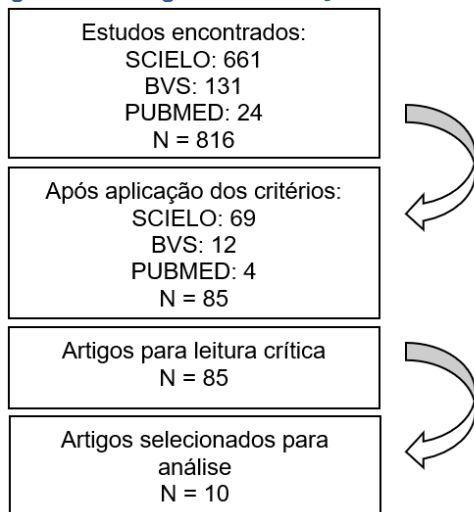 Estudos encontrados:
SCIELO: 661
BVS: 131
PUBMED: 24
N = 816
Após aplicação dos critérios:
SCIELO: 69
BVS: 12
PUBMED: 4
N = 85
Artigos para leitura crítica
N = 85
Artigos selecionados para
análise
N = 10